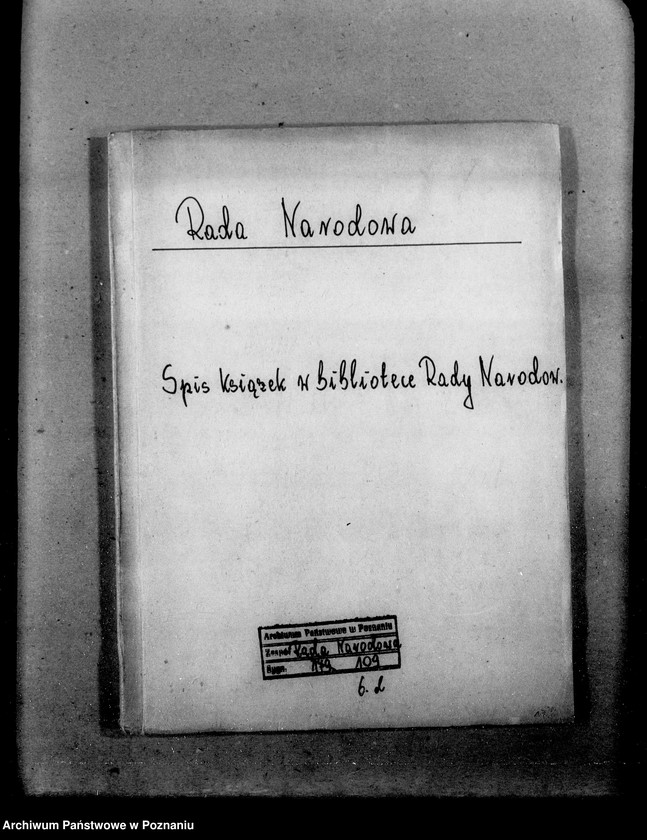 Rada Narodowa
Spis książek w bibliotece Rady Narodow.
Archiwum Państwowe w Poznaniu
Zespół Rada Narodowa
Sygn. 109
Archiwum Państwowe w Poznaniu